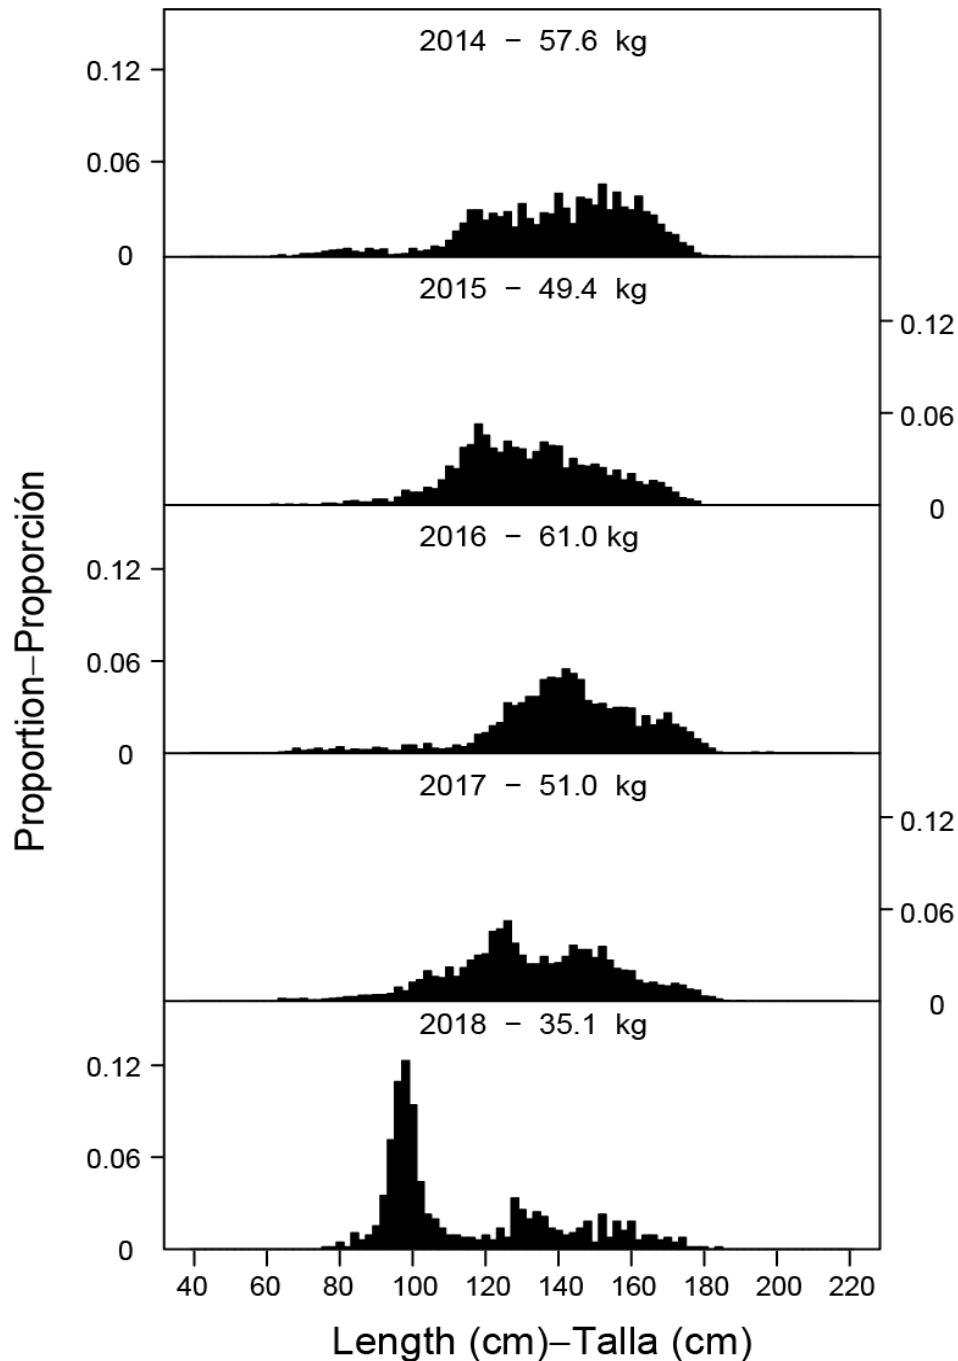 2014 – 57.6 kg
0.12
0.06
0
2015 – 49.4 kg
0.12
0.06
0
2016 – 61.0 kg
0.12
0.06
0
2017 – 51.0 kg
0.12
0.06
0
2018 – 35.1 kg
0.12
0.06
0
40 60 80 100 120 140 160 180 200 220
Length (cm)–Talla (cm)
Proportion–Proporción